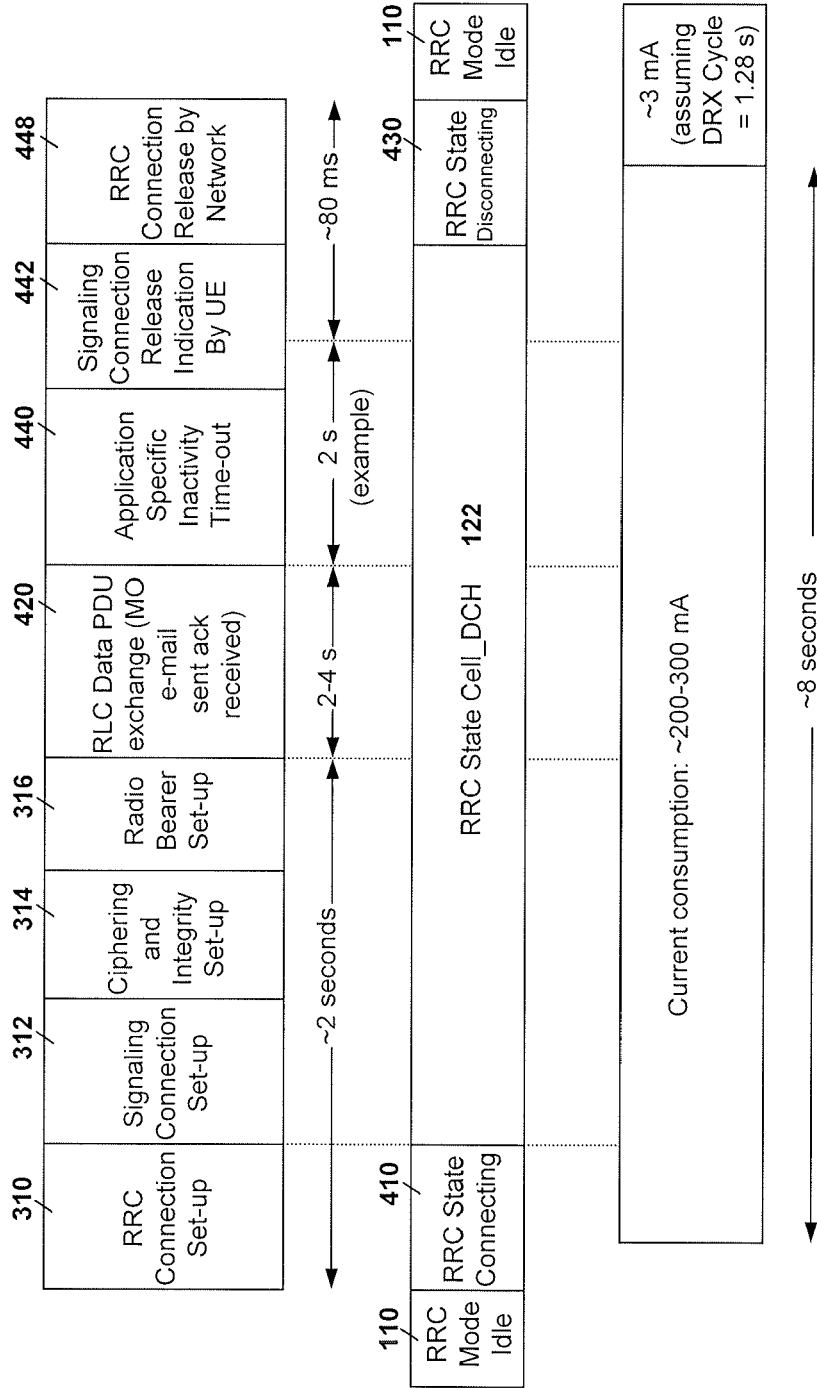 310
RRC
Connection
Set-up
312
Signaling
Connection
Set-up
314
Ciphering
and
Integrity
Set-up
316
Radio
Bearer
Set-up
420
RLC Data PDU
exchange (MO
e-mail
sent ack
received)
440
Application
Specific
Inactivity
Time-out
442
Signaling
Connection
Release
Indication
By UE
448
RRC
Connection
Release by
Network
~2 seconds
2-4 s
2 s
(example)
~80 ms
110
RRC
Mode
Idle
410
RRC State
Connecting
RRC State Cell_DCH 122
430
RRC State
Disconnecting
110
RRC
Mode
Idle
Current consumption: ~200-300 mA
~3 mA
(assuming
DRX Cycle
= 1.28 s)
~8 seconds